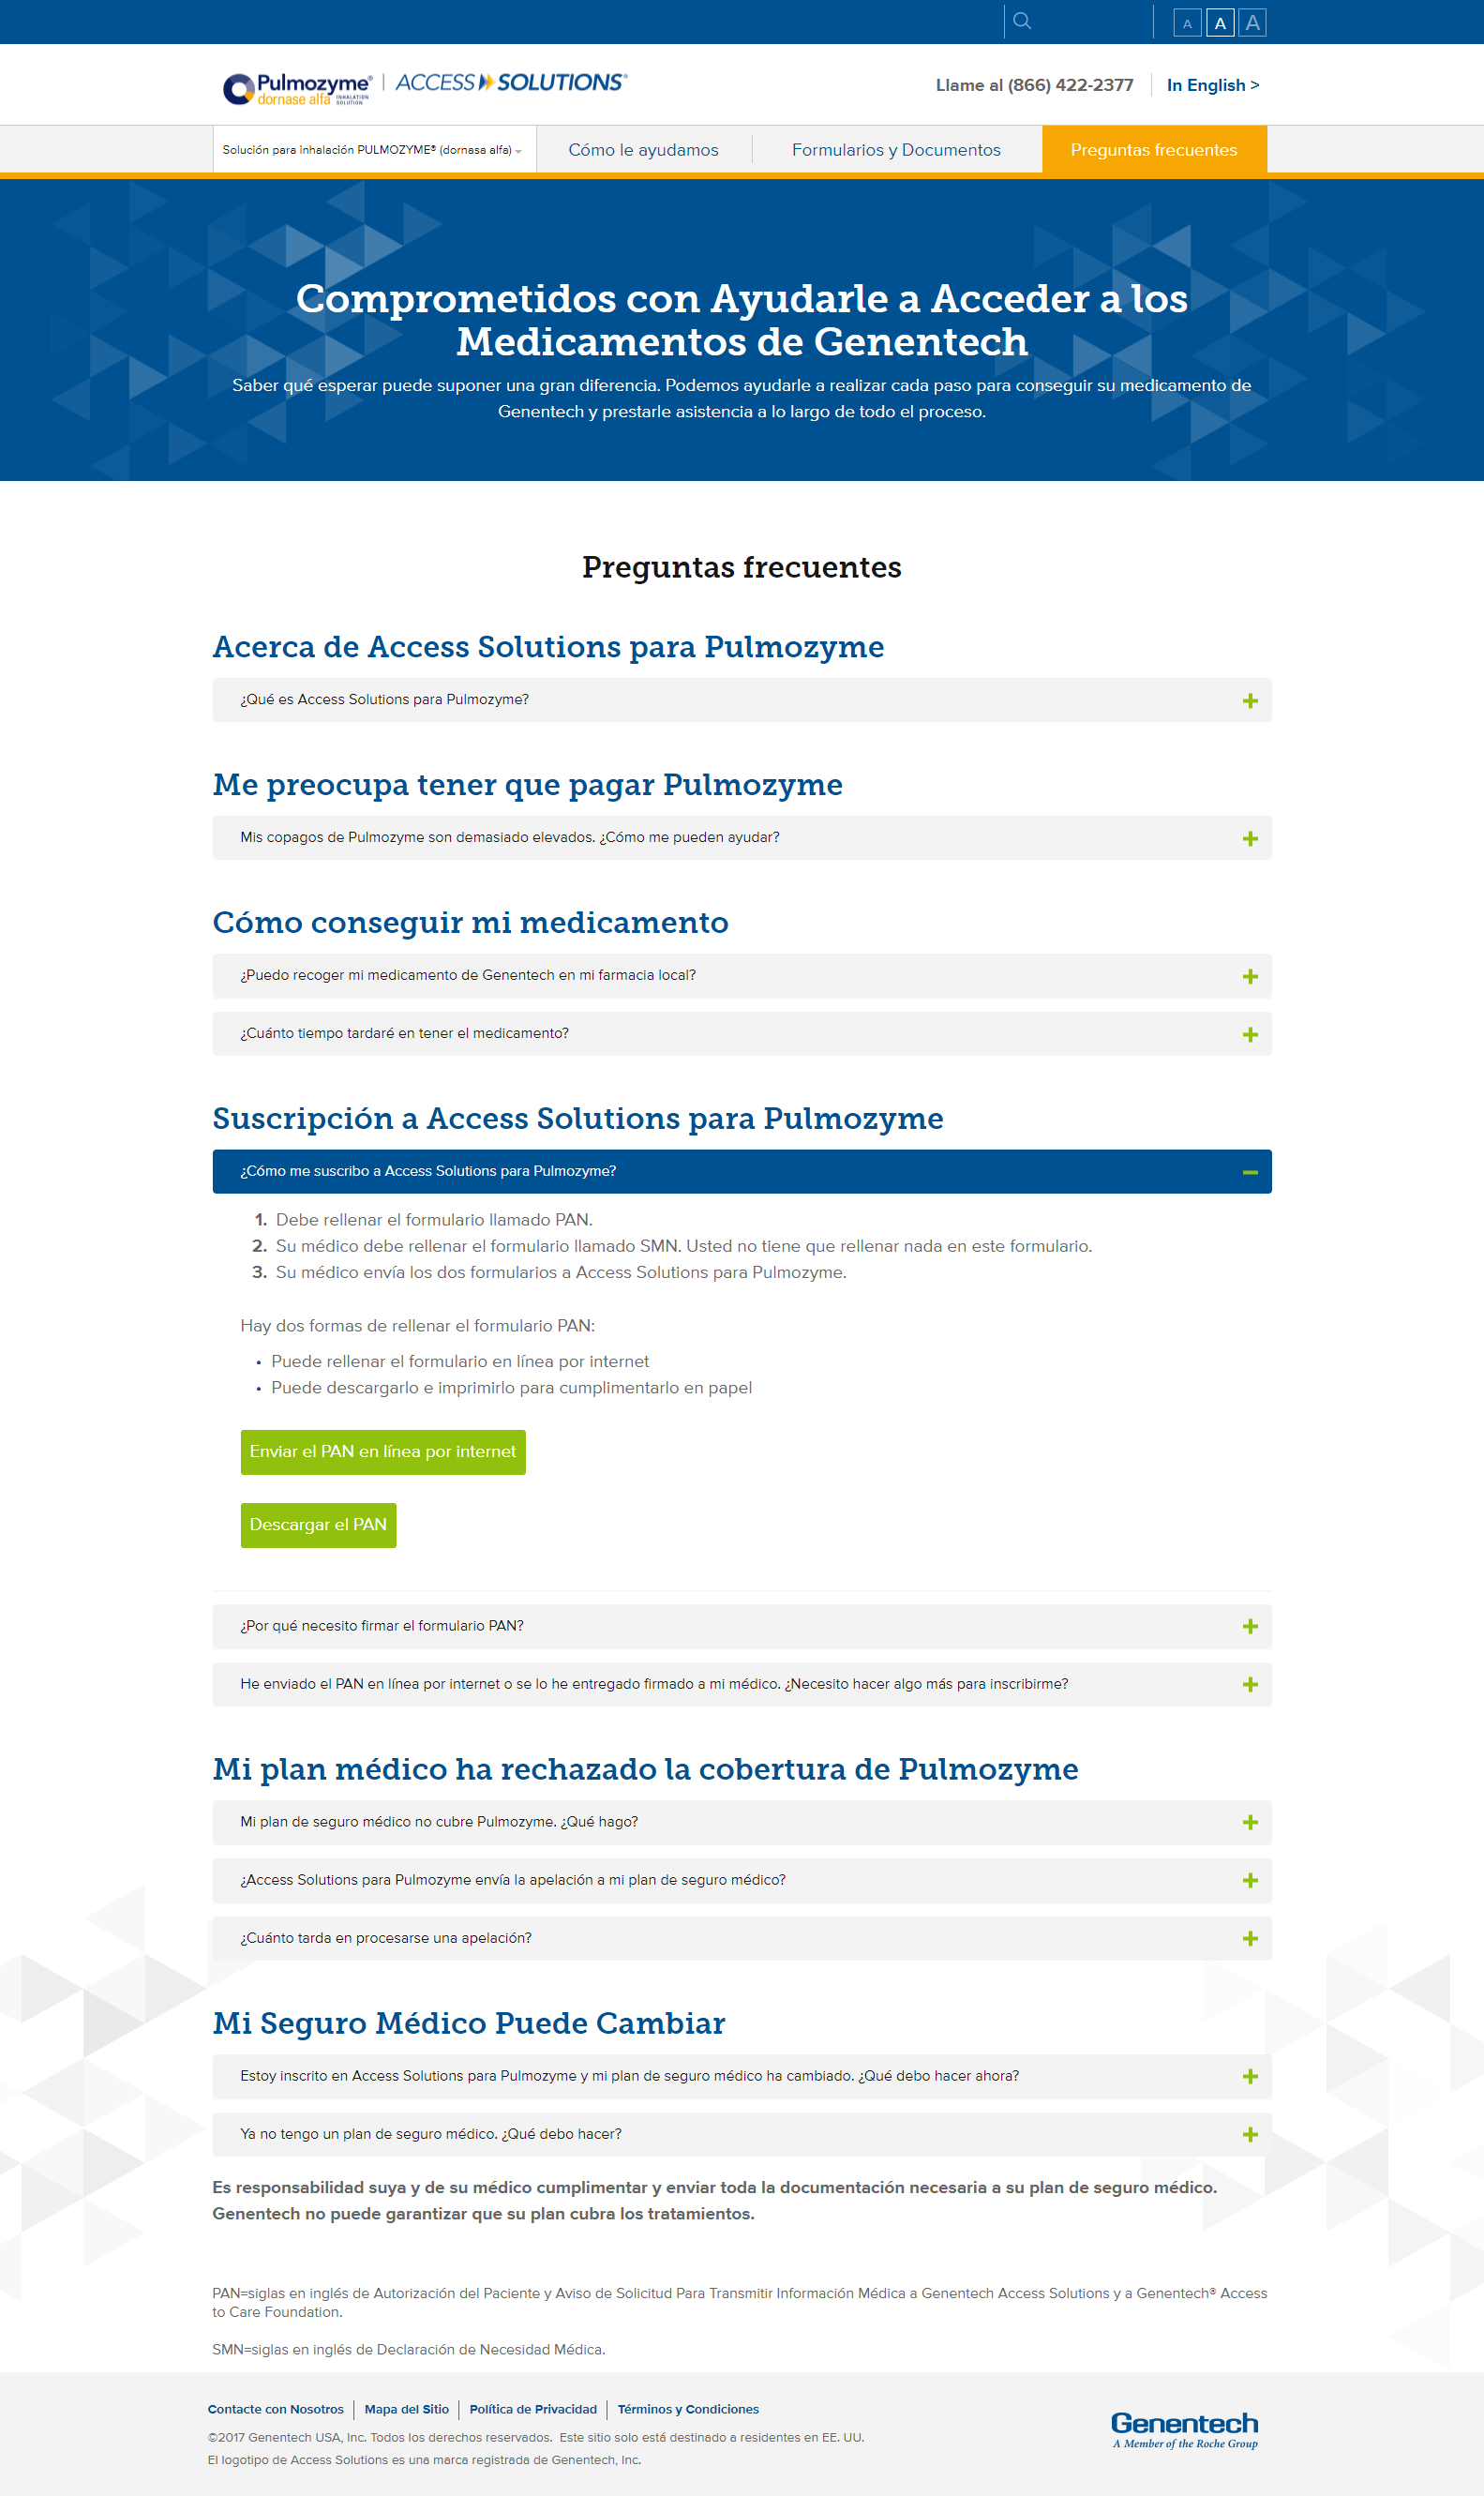 A A A
Pulmozyme® | ACCESS SOLUTIONS®
dornase alfa INHALATION SOLUTION
Llame al (866) 422-2377
In English >
Solución para inhalación PULMOZYME® (dornasa alfa)
Cómo le ayudamos
Formularios y Documentos
Preguntas frecuentes
Comprometidos con Ayudarle a Acceder a los
Medicamentos de Genentech
Saber qué esperar puede suponer una gran diferencia. Podemos ayudarle a realizar cada paso para conseguir su medicamento de
Genentech y prestarle asistencia a lo largo de todo el proceso.
Preguntas frecuentes
Acerca de Access Solutions para Pulmozyme
¿Qué es Access Solutions para Pulmozyme?
Me preocupa tener que pagar Pulmozyme
Mis copagos de Pulmozyme son demasiado elevados. ¿Cómo me pueden ayudar?
Cómo conseguir mi medicamento
¿Puedo recoger mi medicamento de Genentech en mi farmacia local?
¿Cuánto tiempo tardaré en tener el medicamento?
Suscripción a Access Solutions para Pulmozyme
¿Cómo me suscribo a Access Solutions para Pulmozyme?
1. Debe rellenar el formulario llamado PAN.
2. Su médico debe rellenar el formulario llamado SMN. Usted no tiene que rellenar nada en este formulario.
3. Su médico envía los dos formularios a Access Solutions para Pulmozyme.
Hay dos formas de rellenar el formulario PAN:
• Puede rellenar el formulario en línea por internet
• Puede descargarlo e imprimirlo para cumplimentarlo en papel
Enviar el PAN en línea por internet
Descargar el PAN
¿Por qué necesito firmar el formulario PAN?
He enviado el PAN en línea por internet o se lo he entregado firmado a mi médico. ¿Necesito hacer algo más para inscribirme?
Mi plan médico ha rechazado la cobertura de Pulmozyme
Mi plan de seguro médico no cubre Pulmozyme. ¿Qué hago?
¿Access Solutions para Pulmozyme envía la apelación a mi plan de seguro médico?
¿Cuánto tarda en procesarse una apelación?
Mi Seguro Médico Puede Cambiar
Estoy inscrito en Access Solutions para Pulmozyme y mi plan de seguro médico ha cambiado. ¿Qué debo hacer ahora?
Ya no tengo un plan de seguro médico. ¿Qué debo hacer?
Es responsabilidad suya y de su médico cumplimentar y enviar toda la documentación necesaria a su plan de seguro médico.
Genentech no puede garantizar que su plan cubra los tratamientos.
PAN=siglas en inglés de Autorización del Paciente y Aviso de Solicitud Para Transmitir Información Médica a Genentech Access Solutions y a Genentech® Access
to Care Foundation.
SMN=siglas en inglés de Declaración de Necesidad Médica.
Contacte con Nosotros | Mapa del Sitio | Política de Privacidad | Términos y Condiciones
©2017 Genentech USA, Inc. Todos los derechos reservados. Este sitio solo está destinado a residentes en EE. UU.
El logotipo de Access Solutions es una marca registrada de Genentech, Inc.
Genentech
A Member of the Roche Group